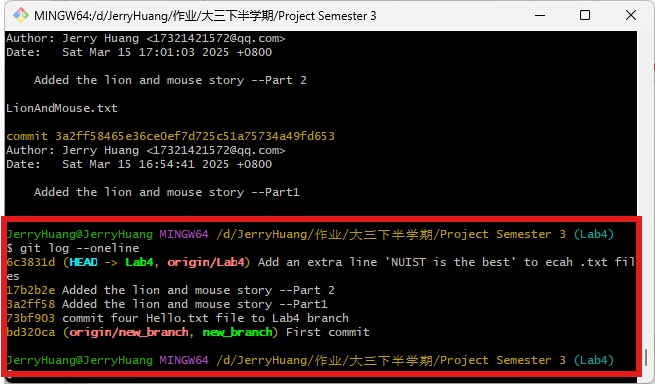 MINGW64:/d/JerryHuang/作业/大三下半学期/Project Semester 3
Author: Jerry Huang <17321421572@qq.com>
Date:   Sat Mar 15 17:01:03 2025 +0800
    Added the lion and mouse story --Part 2
LionAndMouse.txt
commit 3a2ff58465e36ce0ef7d725c51a75734a49fd653
Author: Jerry Huang <17321421572@qq.com>
Date:   Sat Mar 15 16:54:41 2025 +0800
    Added the lion and mouse story --Part1
JerryHuang@JerryHuang MINGW64 /d/JerryHuang/作业/大三下半学期/Project Semester 3 (Lab4)
$ git log --oneline
6c3831d (HEAD -> Lab4, origin/Lab4) Add an extra line 'NUIST is the best' to ecah .txt fil
es
17b2b2e Added the lion and mouse story --Part 2
3a2ff58 Added the lion and mouse story --Part1
73bf903 commit four Hello.txt file to Lab4 branch
bd320ca (origin/new_branch, new_branch) First commit
JerryHuang@JerryHuang MINGW64 /d/JerryHuang/作业/大三下半学期/Project Semester 3 (Lab4)
$